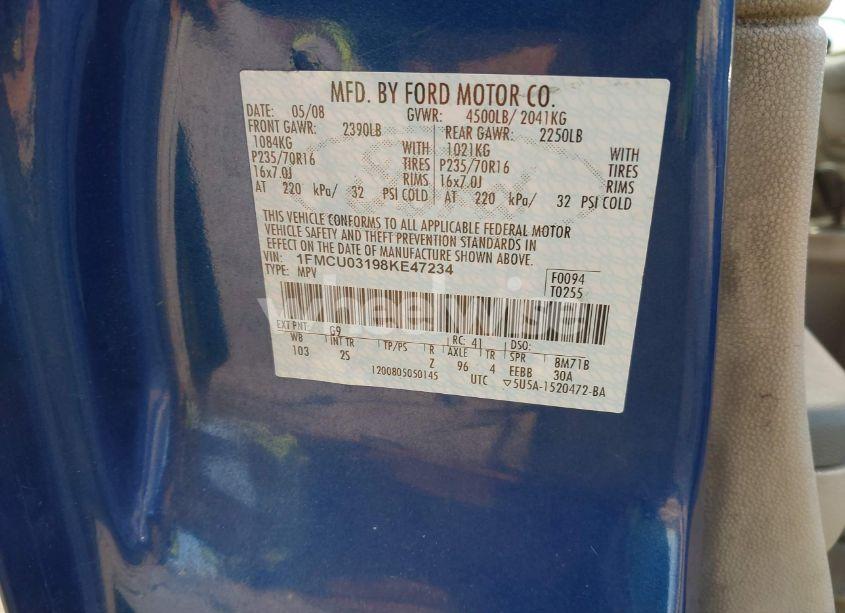 MFD. BY FORD MOTOR CO.
DATE: 05/08 GVWR: 4500LB/ 2041KG
FRONT GAWR: 2390LB REAR GAWR: 2250LB
1084KG WITH 1021KG WITH
P235/70R16 TIRES P235/70R16 TIRES
16x7.0J RIMS 16x7.0J RIMS
AT 220 kPa/ 32 PSI COLD AT 220 kPa/ 32 PSI COLD
THIS VEHICLE CONFORMS TO ALL APPLICABLE FEDERAL MOTOR
VEHICLE SAFETY AND THEFT PREVENTION STANDARDS IN
EFFECT ON THE DATE OF MANUFACTURE SHOWN ABOVE.
VIN: 1FMCU03198KE47234 F0094
TYPE: MPV T0255
wheelwise
EXT PNT: G9 RC: 41 DSO:
WB INT TR TP/PS R AXLE TR SPR 8M71B
103 2S Z 96 4 EEBB 30A
1200805050145 UTC ▽5U5A-1520472-BA